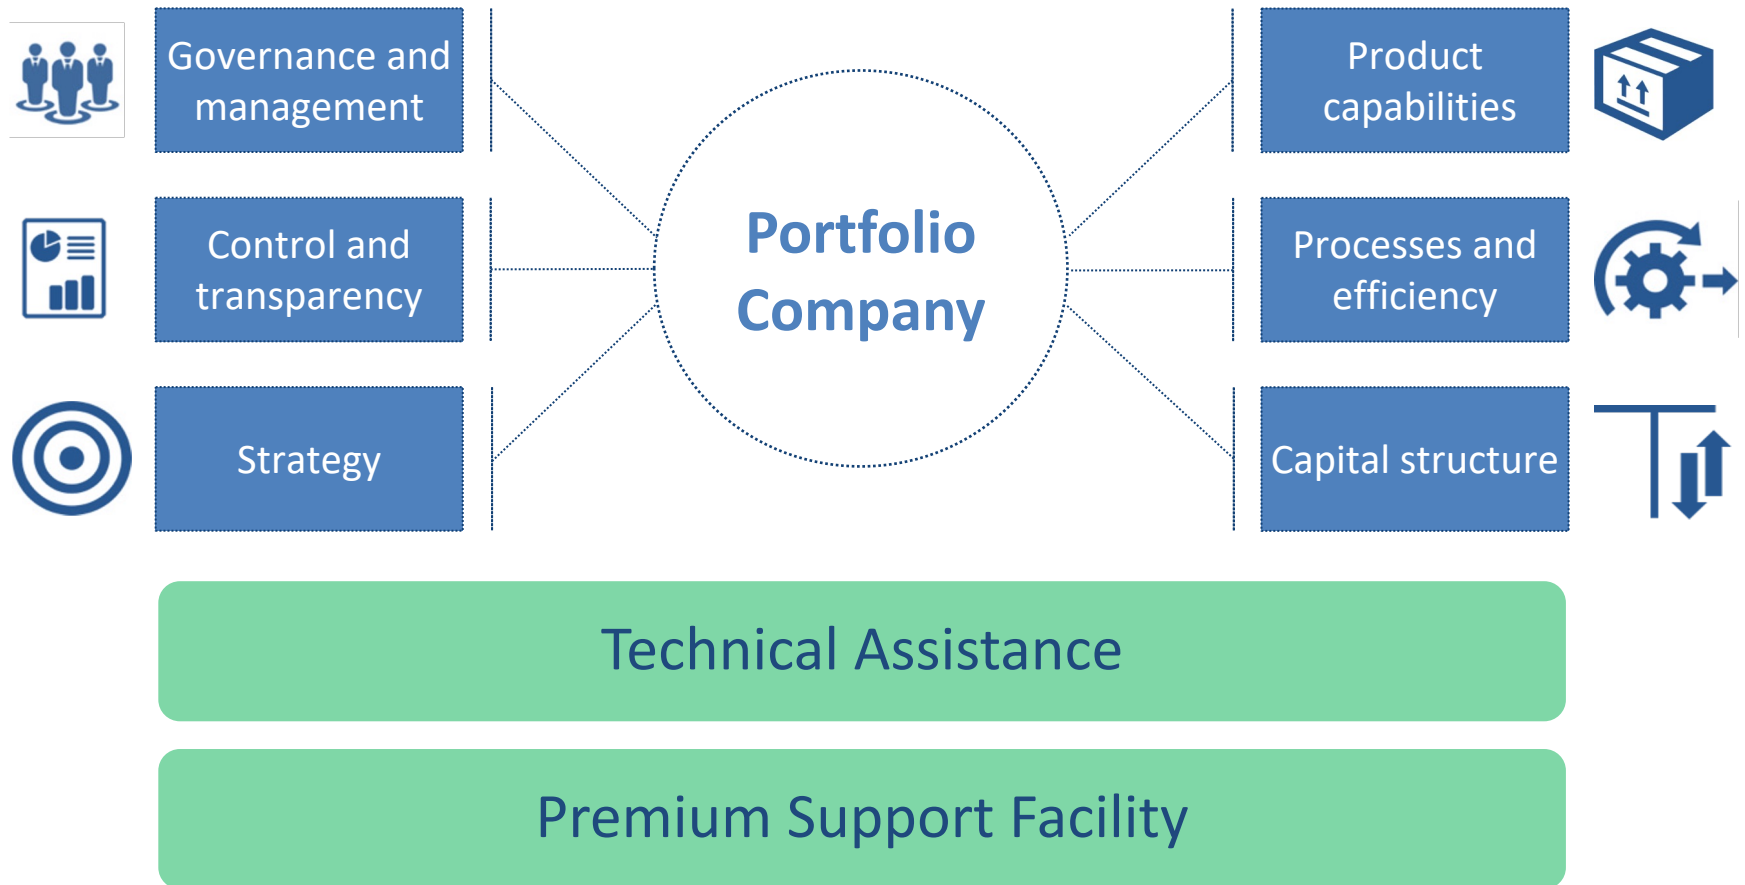 Governance and
management
Control and
transparency
Strategy
Portfolio
Company
Product
capabilities
Processes and
efficiency
Capital structure
Technical Assistance
Premium Support Facility